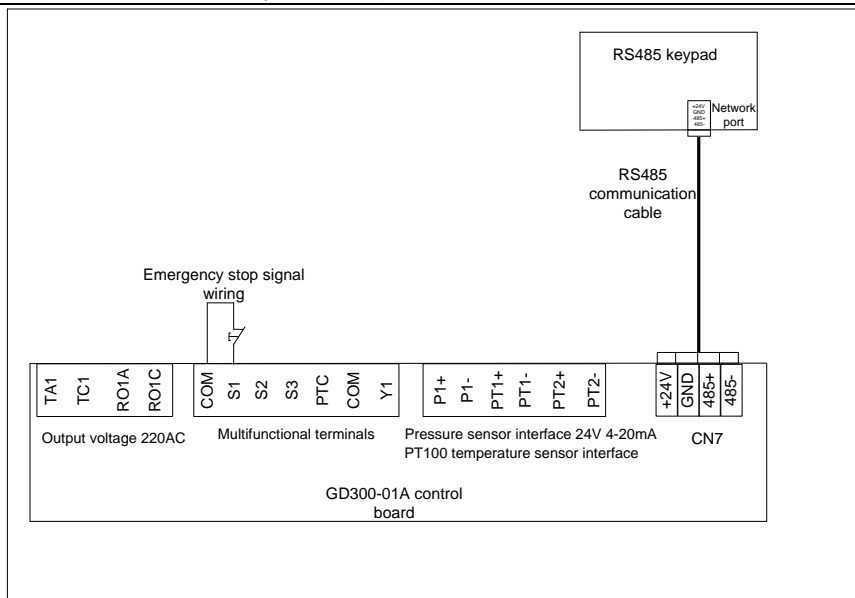 RS485 keypad
+24V
GND
485+
485-
Network
port
RS485
communication
cable
Emergency stop signal
wiring
TA1
TC1
RO1A
RO1C
COM
S1
S2
S3
PTC
COM
Y1
P1+
P1-
PT1+
PT1-
PT2+
PT2-
+24V
GND
485+
485-
Output voltage 220AC
Multifunctional terminals
Pressure sensor interface 24V 4-20mA
PT100 temperature sensor interface
CN7
GD300-01A control
board